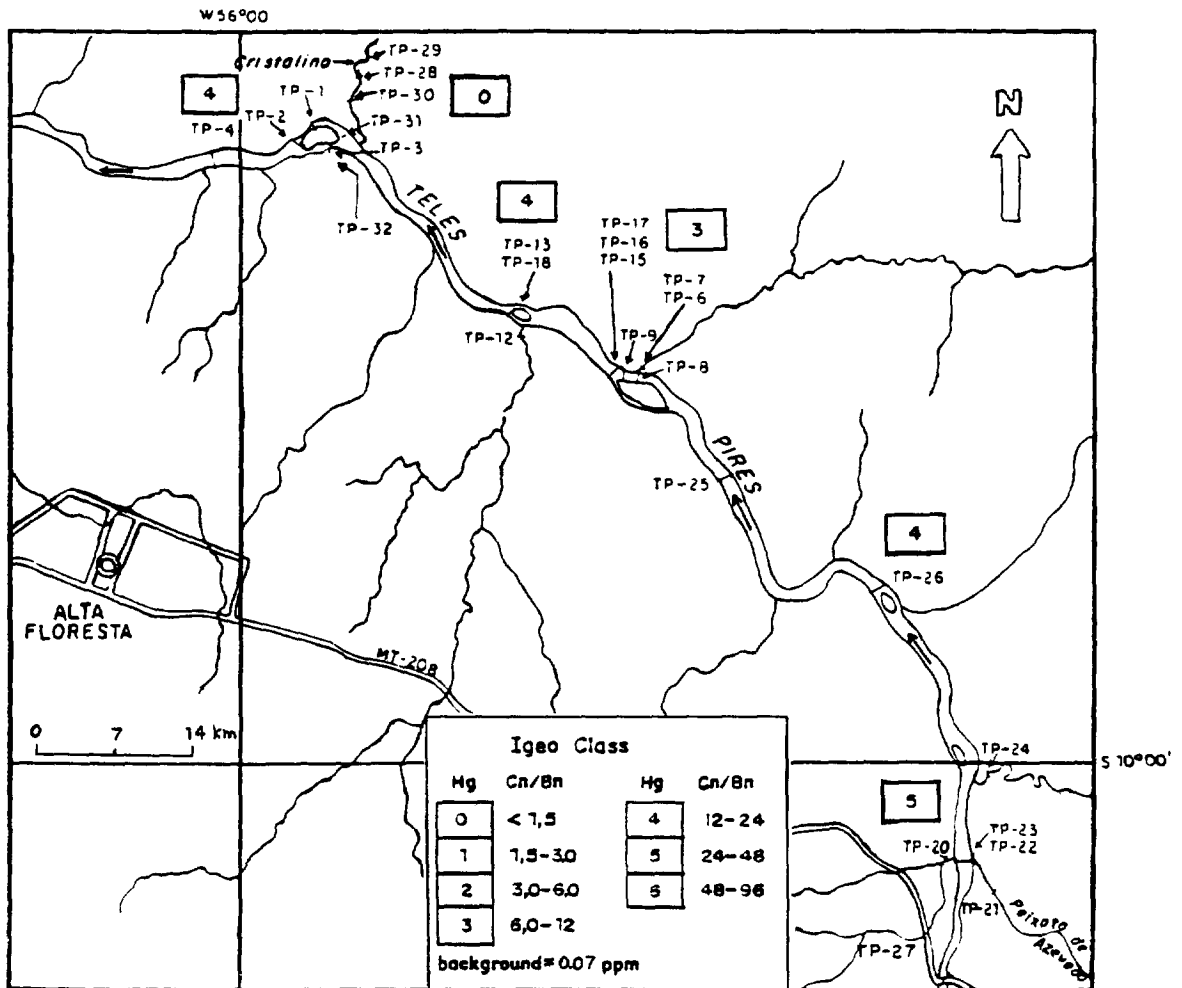 W56°00
Cristalino
TP-29
TP-28
TP-30
4
0
TP-1
TP-2
TP-4
TP-31
TP-3
TP-32
N
TELES
4
3
TP-13
TP-18
TP-17
TP-16
TP-15
TP-7
TP-6
TP-9
TP-8
TP-12
PIRES
TP-25
4
TP-26
ALTA
FLORESTA
MT-208
0 7 14 km
TP-24
S 10°00'
5
TP-20
TP-23
TP-22
TP-21
TP-27
Peixoto de
Azevedo
Igeo Class
Hg Cn/Bn Hg Cn/Bn
0 < 1,5 4 12-24
1 1,5-3,0 5 24-48
2 3,0-6,0 6 48-96
3 6,0-12
background= 0.07 ppm